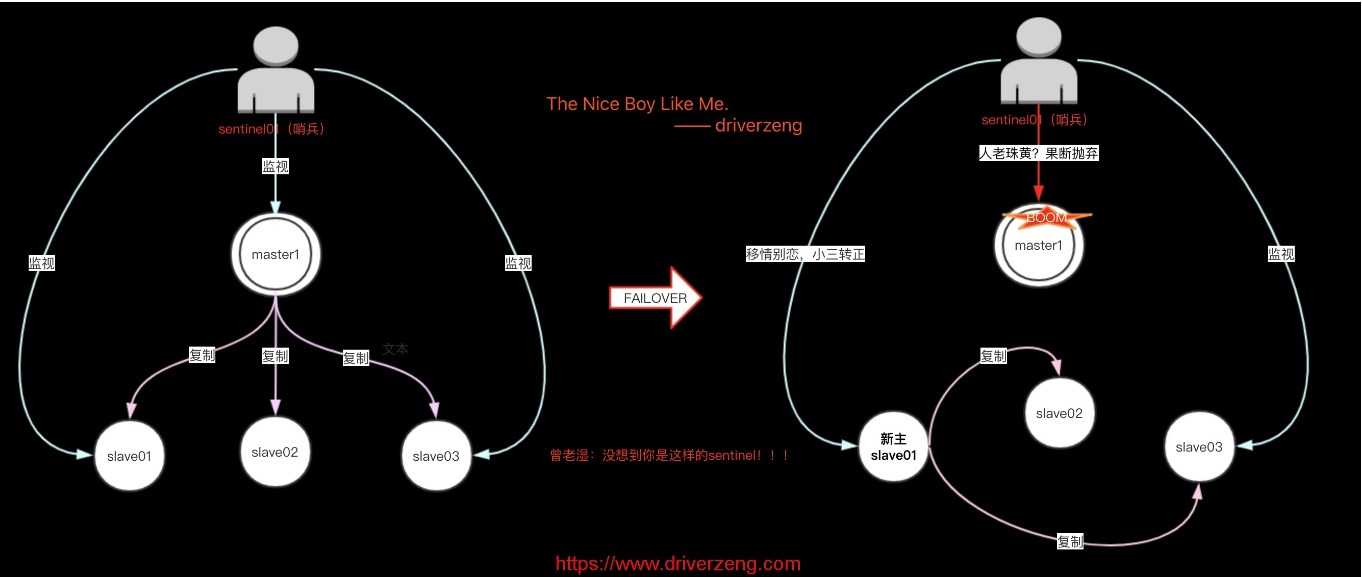 sentinel01（哨兵）
监视
master1
监视
监视
复制
复制
复制
文本
slave01
slave02
slave03
The Nice Boy Like Me.
—— driverzeng
FAILOVER
曾老湿：没想到你是这样的sentinel！！！
https://www.driverzeng.com
sentinel01（哨兵）
人老珠黄？果断抛弃
BOOM
master1
移情别恋，小三转正
监视
复制
slave02
新主
slave01
slave03
复制